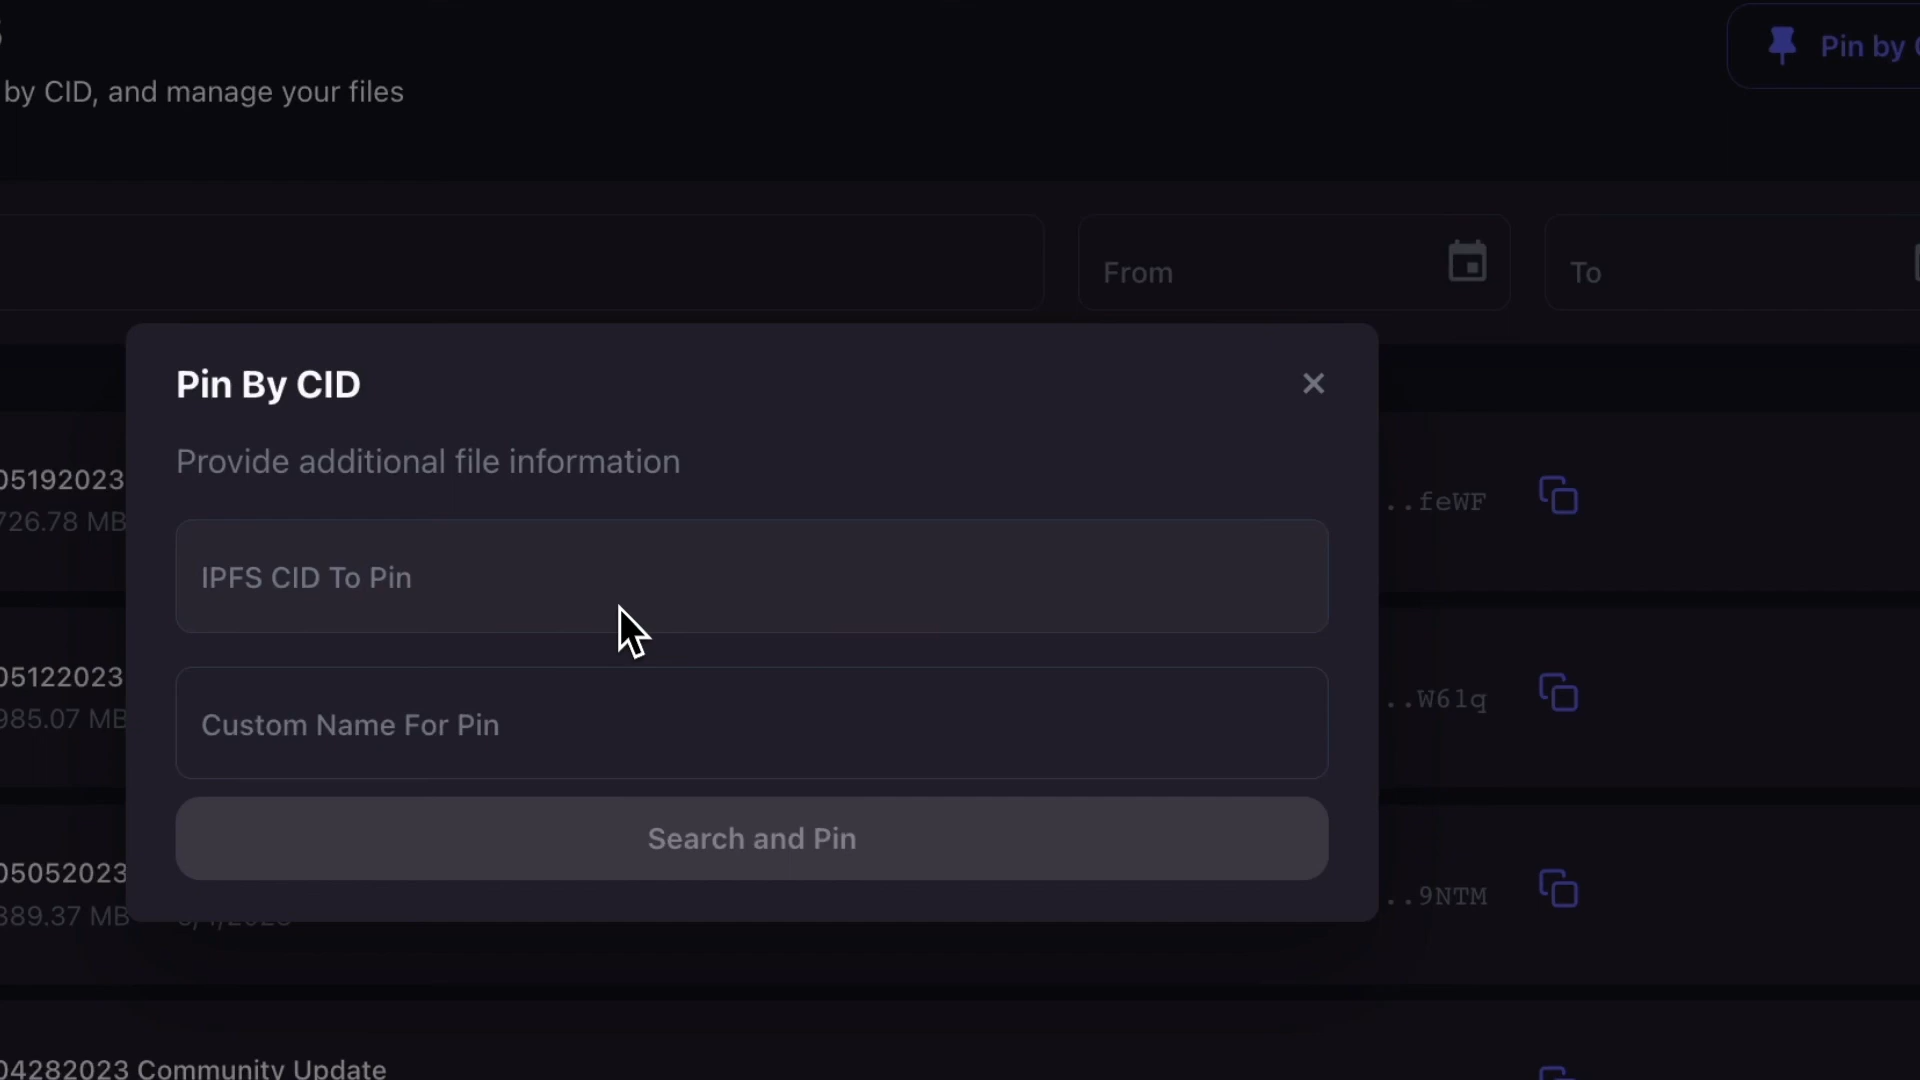 Pin by
by CID, and manage your files
From
To
Pin By CID
Provide additional file information
05192023
726.78 MB
..feWF
IPFS CID To Pin
05122023
985.07 MB
..W61q
Custom Name For Pin
Search and Pin
05052023
389.37 MB
..9NTM
04282023 Community Update